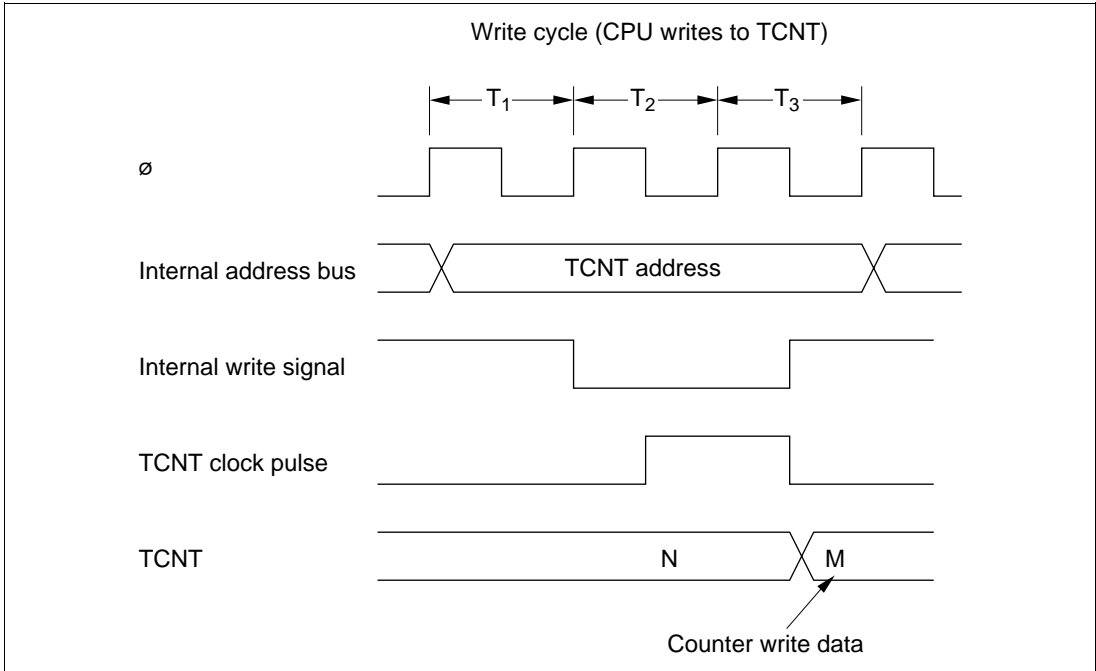 Write cycle (CPU writes to TCNT)
T₁ T₂ T₃
ø
Internal address bus
TCNT address
Internal write signal
TCNT clock pulse
TCNT
N
M
Counter write data